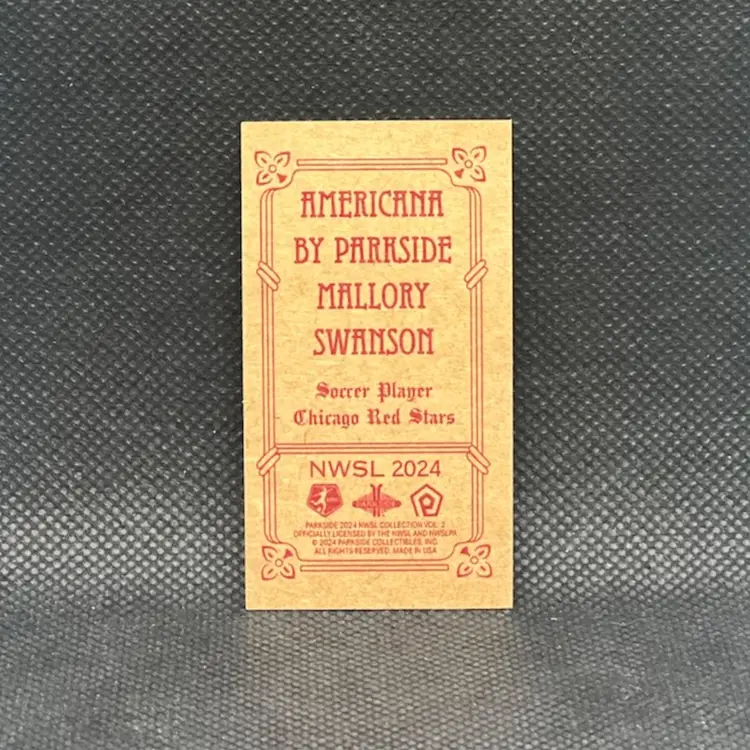 AMERICANA
BY PARKSIDE
MALLORY
SWANSON
Soccer Player
Chicago Red Stars
NWSL 2024
PARKSIDE 2024 NWSL COLLECTION VOL. 2
OFFICIALLY LICENSED BY THE NWSL AND NWSLPA
© 2024 PARKSIDE COLLECTIBLES, INC.
ALL RIGHTS RESERVED. MADE IN USA